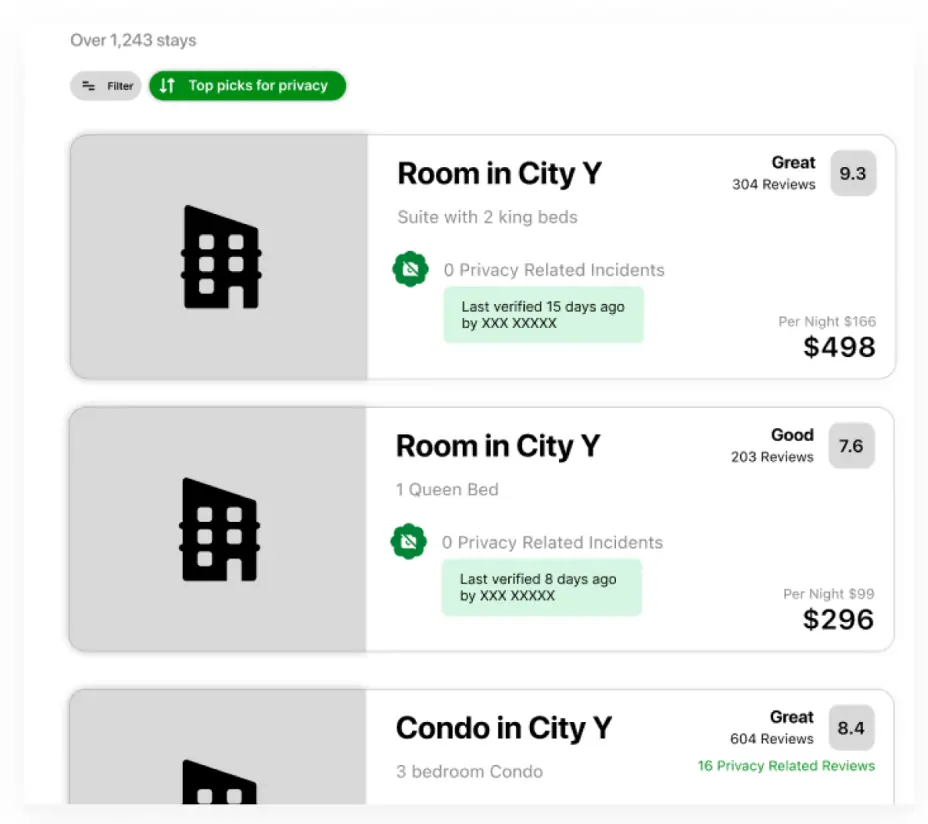 Over 1,243 stays
Filter
Top picks for privacy
Room in City Y
Great
304 Reviews
9.3
Suite with 2 king beds
0 Privacy Related Incidents
Last verified 15 days ago
by XXX XXXXX
Per Night $166
$498
Room in City Y
Good
203 Reviews
7.6
1 Queen Bed
0 Privacy Related Incidents
Last verified 8 days ago
by XXX XXXXX
Per Night $99
$296
Condo in City Y
Great
604 Reviews
8.4
16 Privacy Related Reviews
3 bedroom Condo